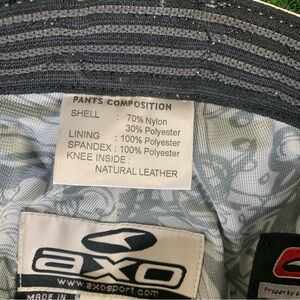 PANTS COMPOSITION
SHELL : 70% Nylon
30% Polyester
LINING : 100% Polyester
SPANDEX : 100% Polyester
KNEE INSIDE :
NATURAL LEATHER
axo
www.axosport.com
MADE IN
Property